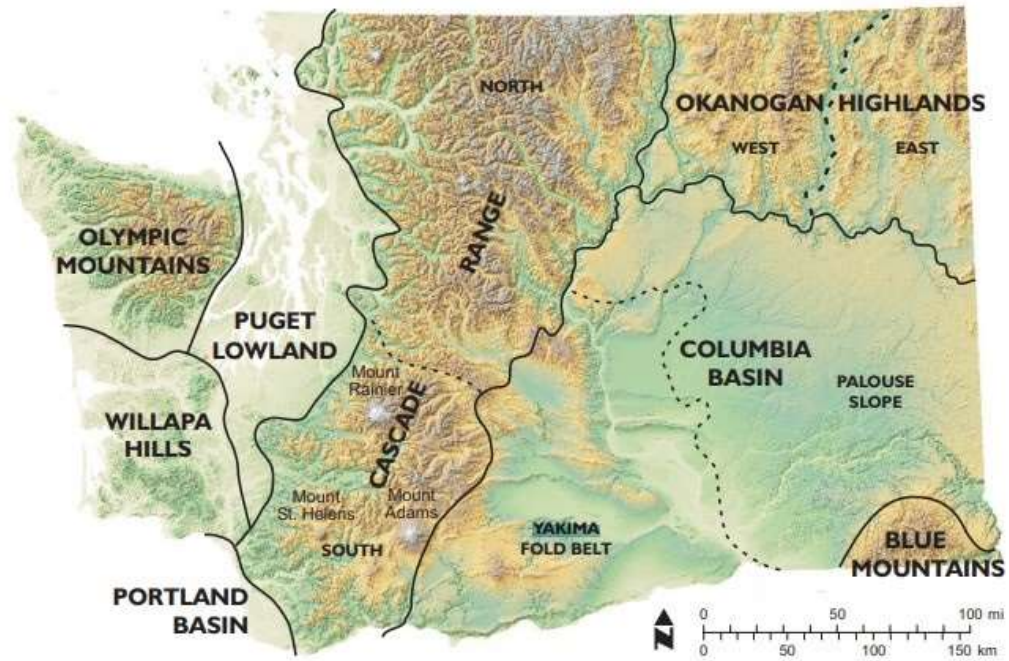 NORTH
OKANOGAN HIGHLANDS
WEST
EAST
RANGE
OLYMPIC
MOUNTAINS
PUGET
LOWLAND
COLUMBIA
BASIN
PALOUSE
SLOPE
Mount
Rainier
CASCADE
WILLAPA
HILLS
Mount
St. Helens
Mount
Adams
SOUTH
YAKIMA
FOLD BELT
BLUE
MOUNTAINS
PORTLAND
BASIN
N
0 50 100 mi
0 50 100 150 km